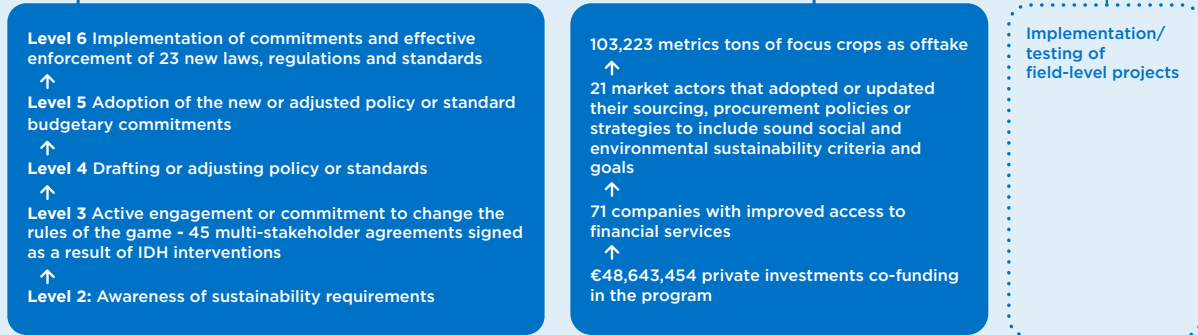 Level 6 Implementation of commitments and effective
enforcement of 23 new laws, regulations and standards
↑
Level 5 Adoption of the new or adjusted policy or standard
budgetary commitments
↑
Level 4 Drafting or adjusting policy or standards
↑
Level 3 Active engagement or commitment to change the
rules of the game - 45 multi-stakeholder agreements signed
as a result of IDH interventions
↑
Level 2: Awareness of sustainability requirements
103,223 metrics tons of focus crops as offtake
↑
21 market actors that adopted or updated
their sourcing, procurement policies or
strategies to include sound social and
environmental sustainability criteria and
goals
↑
71 companies with improved access to
financial services
↑
€48,643,454 private investments co-funding
in the program
Implementation/
testing of
field-level projects